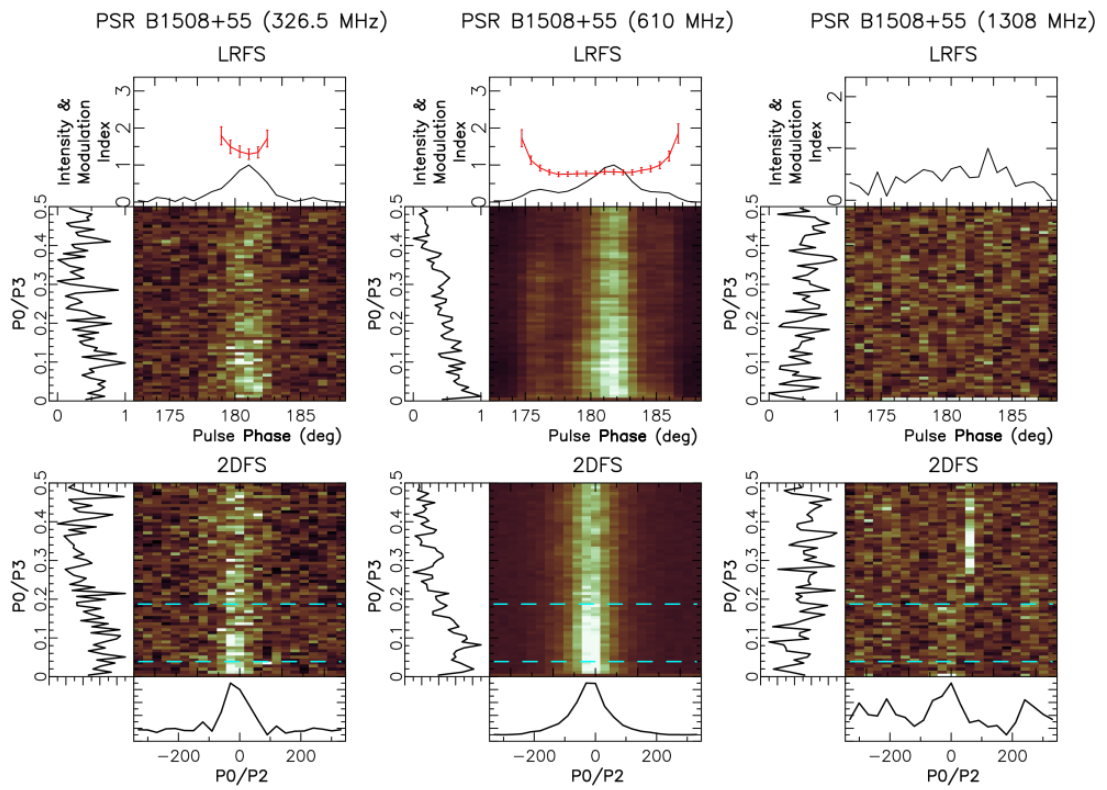 PSR B1508+55 (326.5 MHz) PSR B1508+55 (610 MHz) PSR B1508+55 (1308 MHz)
LRFS LRFS LRFS
Intensity & Modulation Index 0 1 2 3
Intensity & Modulation Index 0 1 2 3
Intensity & Modulation Index 0 1 2
P0/P3 0 0.1 0.2 0.3 0.4 0.5
P0/P3 0 0.1 0.2 0.3 0.4 0.5
P0/P3 0 0.1 0.2 0.3 0.4 0.5
0 1 175 180 185 0 1 175 180 185 0 1 175 180 185
Pulse Phase (deg) Pulse Phase (deg) Pulse Phase (deg)
2DFS 2DFS 2DFS
P0/P3 0 0.1 0.2 0.3 0.4 0.5
P0/P3 0 0.1 0.2 0.3 0.4 0.5
P0/P3 0 0.1 0.2 0.3 0.4 0.5
−200 0 200 −200 0 200 −200 0 200
P0/P2 P0/P2 P0/P2